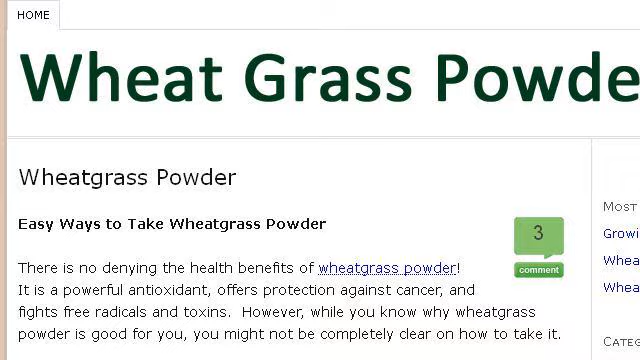 HOME
Wheat Grass Powde
Wheatgrass Powder
Easy Ways to Take Wheatgrass Powder
3
comment
There is no denying the health benefits of wheatgrass powder!
It is a powerful antioxidant, offers protection against cancer, and
fights free radicals and toxins. However, while you know why wheatgrass
powder is good for you, you might not be completely clear on how to take it.
MOST
Growi
Whea
Whea
CATEG